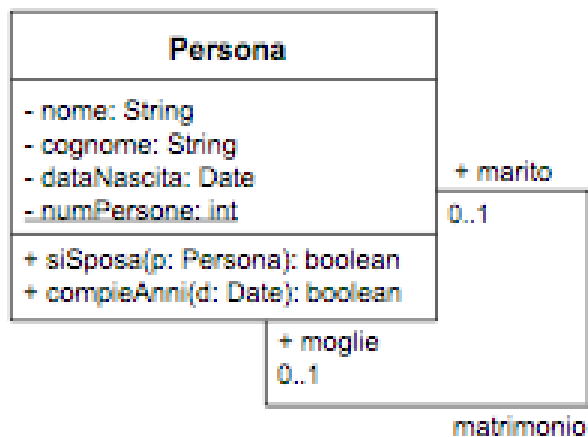 Persona
- nome: String
- cognome: String
- dataNascita: Date
- numPersone: int
+ siSposa(p: Persona): boolean
+ compieAnni(d: Date): boolean
+ marito
0..1
+ moglie
0..1
matrimonio